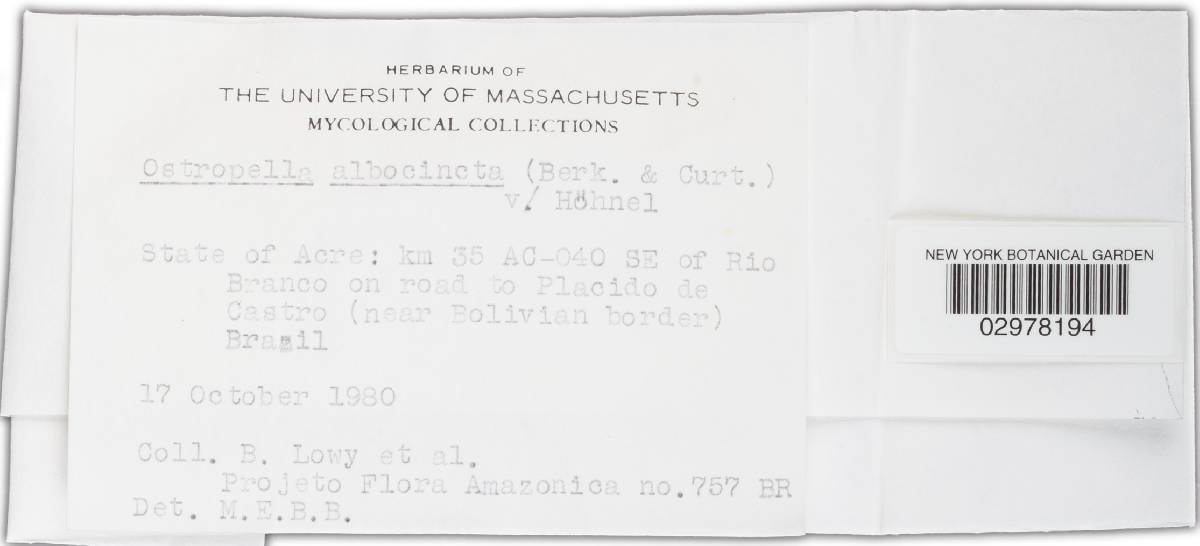 HERBARIUM OF
THE UNIVERSITY OF MASSACHUSETTS
MYCOLOGICAL COLLECTIONS
Ostropella albocincta (Berk. & Curt.)
v. Höhnel
State of Acre: km 35 AC-040 SE of Rio
Branco on road to Placido de
Castro (near Bolivian border)
Brazil
17 October 1980
Coll. B. Lowy et al.
Projeto Flora Amazonica no.757 BR
Det. M.E.B.B.
NEW YORK BOTANICAL GARDEN
02978194